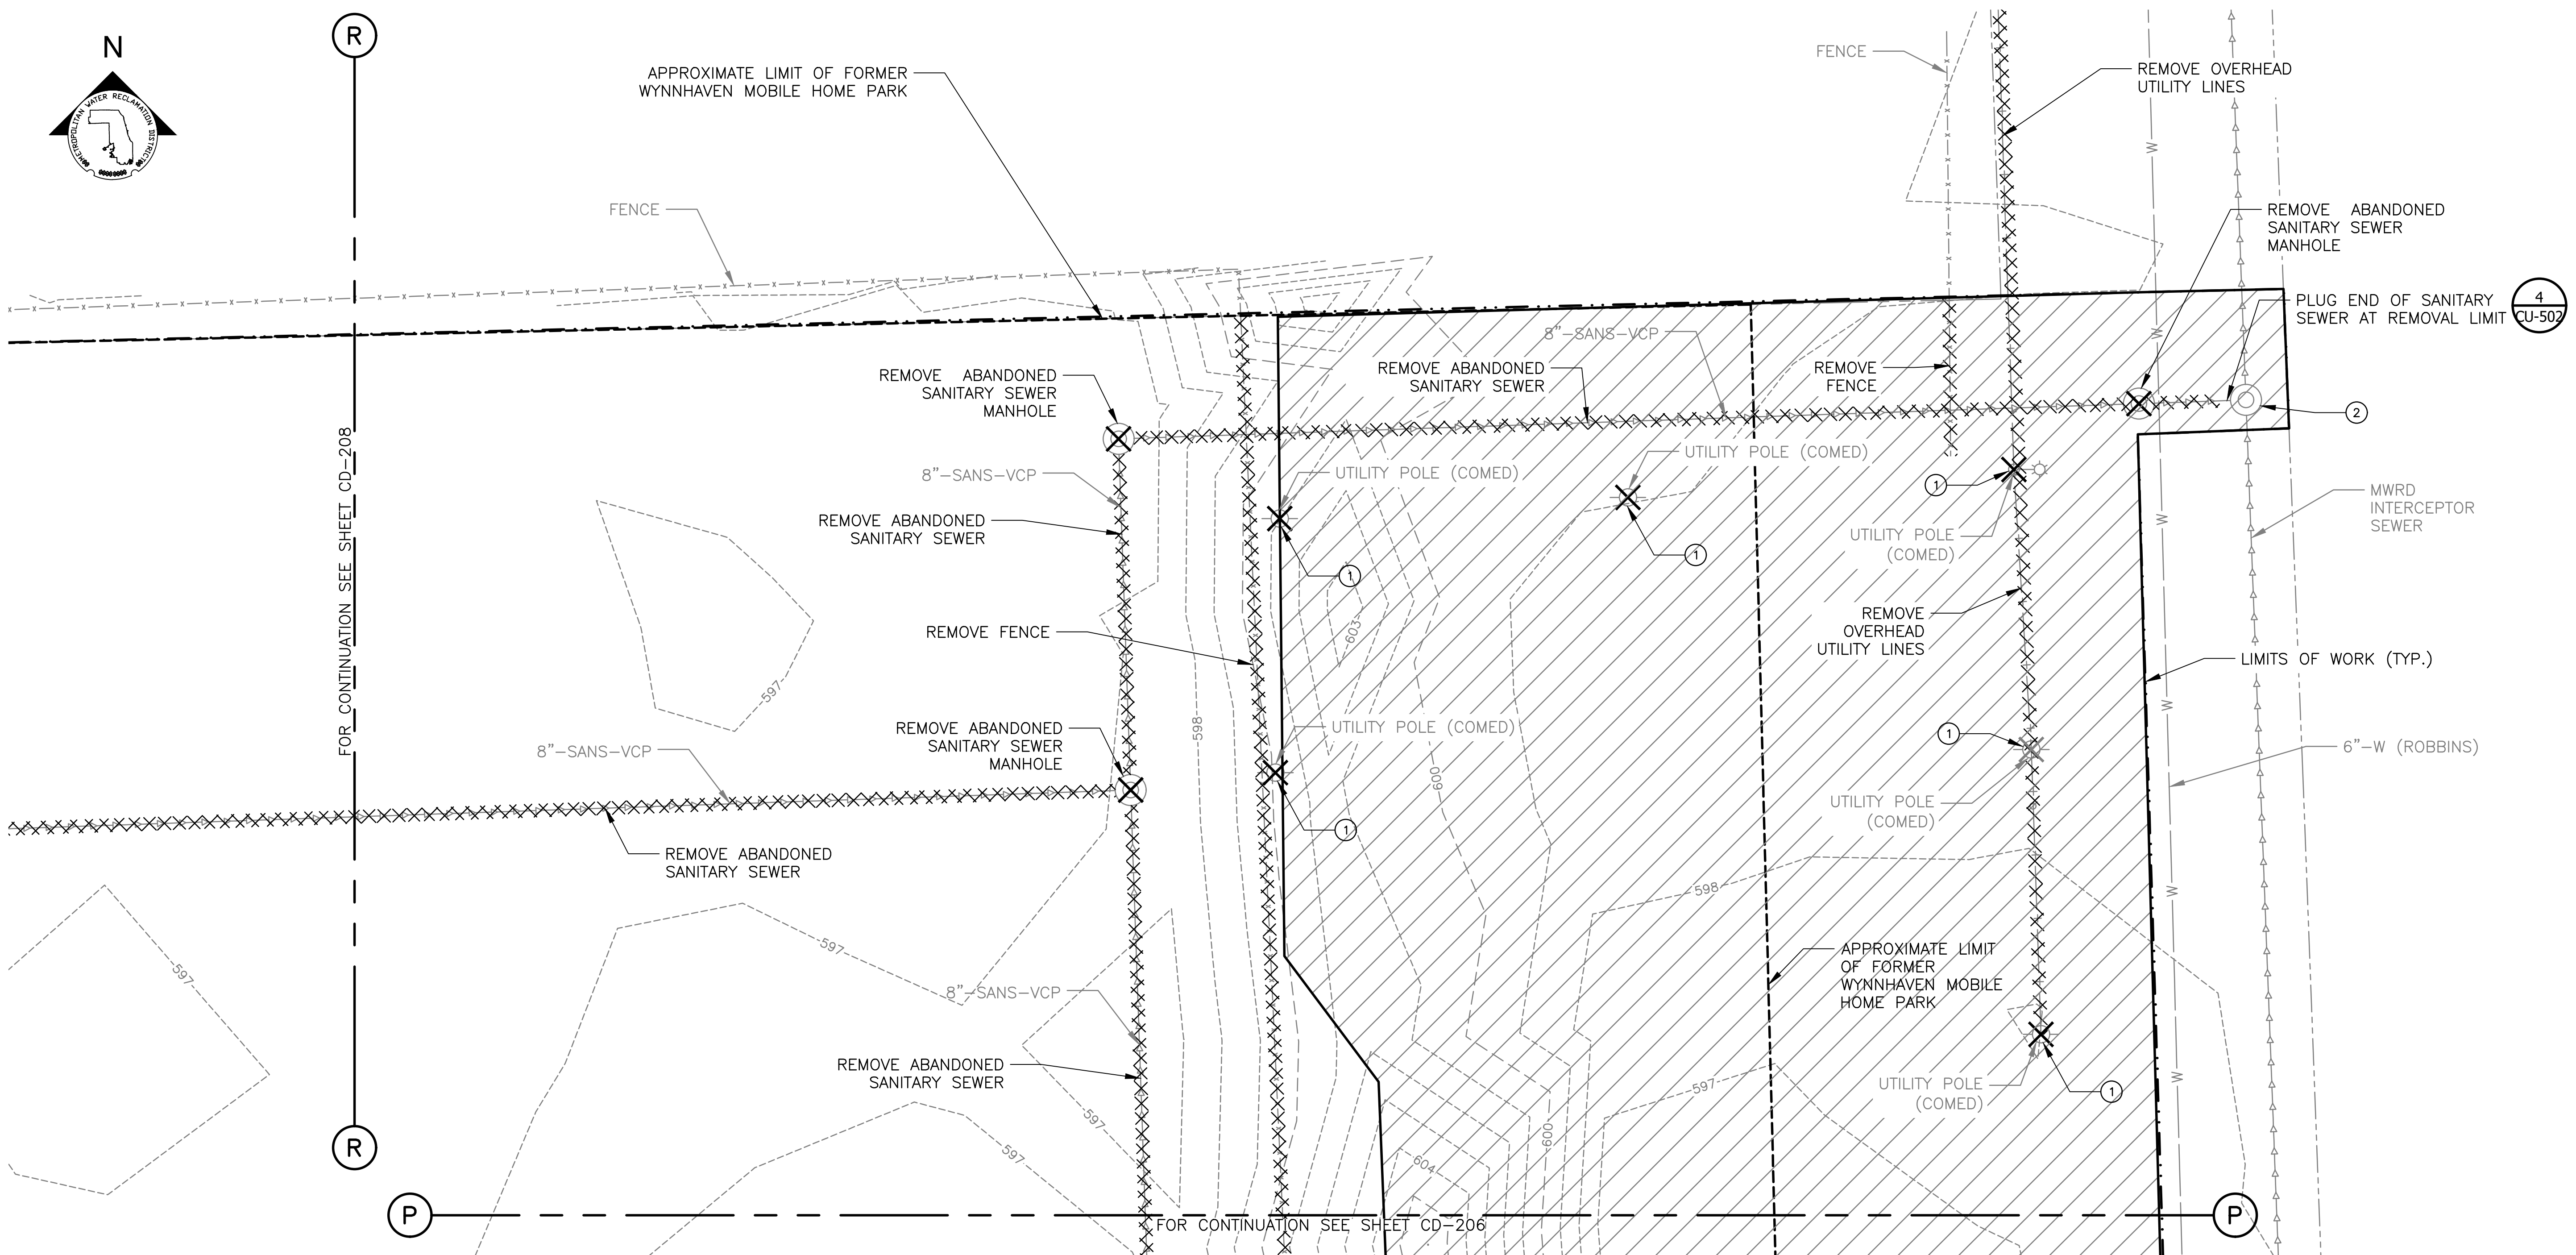 N
METROPOLITAN WATER RECLAMATION DISTRICT
R
APPROXIMATE LIMIT OF FORMER
WYNNHAVEN MOBILE HOME PARK
FENCE
FENCE
REMOVE OVERHEAD
UTILITY LINES
REMOVE ABANDONED
SANITARY SEWER
MANHOLE
PLUG END OF SANITARY
SEWER AT REMOVAL LIMIT
4
CU-502
8"-SANS-VCP
REMOVE ABANDONED
SANITARY SEWER
REMOVE
FENCE
REMOVE ABANDONED
SANITARY SEWER
MANHOLE
2
8"-SANS-VCP
UTILITY POLE (COMED)
UTILITY POLE (COMED)
1
MWRD
INTERCEPTOR
SEWER
REMOVE ABANDONED
SANITARY SEWER
UTILITY POLE
(COMED)
1
1
FOR CONTINUATION SEE SHEET CD-208
REMOVE FENCE
603
REMOVE
OVERHEAD
UTILITY LINES
LIMITS OF WORK (TYP.)
597
598
REMOVE ABANDONED
SANITARY SEWER
MANHOLE
UTILITY POLE (COMED)
1
8"-SANS-VCP
6"-W (ROBBINS)
600
UTILITY POLE
(COMED)
1
REMOVE ABANDONED
SANITARY SEWER
598
597
597
APPROXIMATE LIMIT
OF FORMER
WYNNHAVEN MOBILE
HOME PARK
8"-SANS-VCP
REMOVE ABANDONED
SANITARY SEWER
597
UTILITY POLE
(COMED)
1
597
597
600
604
R
P
FOR CONTINUATION SEE SHEET CD-206
P
W
W
W
W
W
W
W